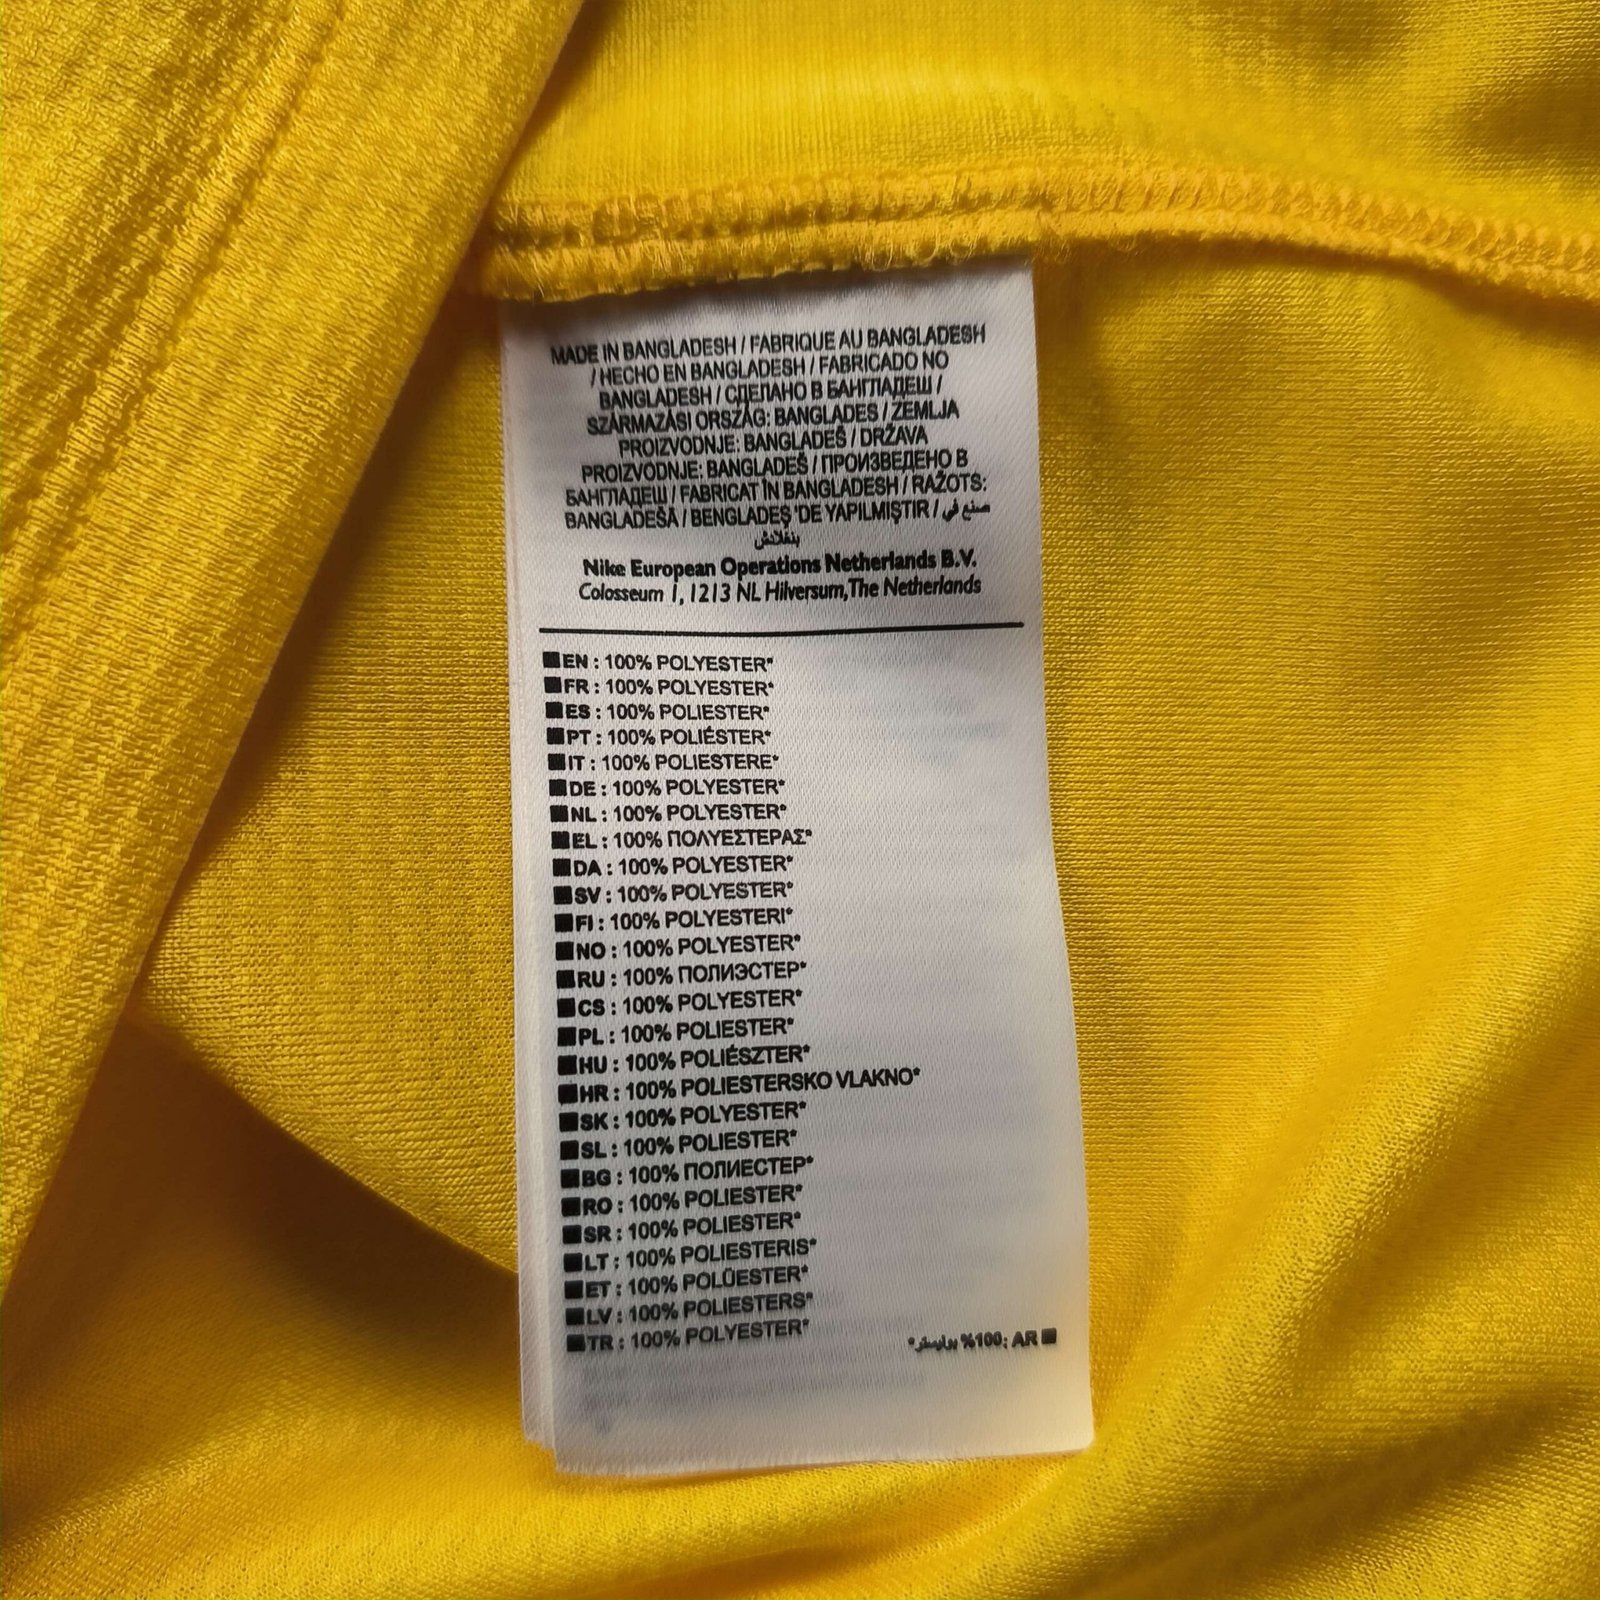 MADE IN BANGLADESH / FABRIQUE AU BANGLADESH
/ HECHO EN BANGLADESH / FABRICADO NO
BANGLADESH / СДЕЛАНО В БАНГЛАДЕШ /
SZÁRMAZÁSI ORSZÁG: BANGLADES / ZEMLJA
PROIZVODNJE: BANGLADEŠ / DRŽAVA
PROIZVODNJE: BANGLADEŠ / ПРОИЗВЕДЕНО В
БАНГЛАДЕШ / FABRICAT ÎN BANGLADESH / RAŽOTS:
BANGLADEŠĀ / BENGLADEŞ 'DE YAPILMIŞTIR / صنع في
بنغلادش
Nike European Operations Netherlands B.V.
Colosseum 1, 1213 NL Hilversum, The Netherlands
■EN : 100% POLYESTER*
■FR : 100% POLYESTER*
■ES : 100% POLIESTER*
■PT : 100% POLIÉSTER*
■IT : 100% POLIESTERE*
■DE : 100% POLYESTER*
■NL : 100% POLYESTER*
■EL : 100% ΠΟΛΥΕΣΤΕΡΑΣ*
■DA : 100% POLYESTER*
■SV : 100% POLYESTER*
■FI : 100% POLYESTERI*
■NO : 100% POLYESTER*
■RU : 100% ПОЛИЭСТЕР*
■CS : 100% POLYESTER*
■PL : 100% POLIESTER*
■HU : 100% POLIÉSZTER*
■HR : 100% POLIESTERSKO VLAKNO*
■SK : 100% POLYESTER*
■SL : 100% POLIESTER*
■BG : 100% ПОЛИЕСТЕР*
■RO : 100% POLIESTER*
■SR : 100% POLIESTER*
■LT : 100% POLIESTERIS*
■ET : 100% POLÜESTER*
■LV : 100% POLIESTERS*
■TR : 100% POLYESTER*
■ AR :100% بوليستر*